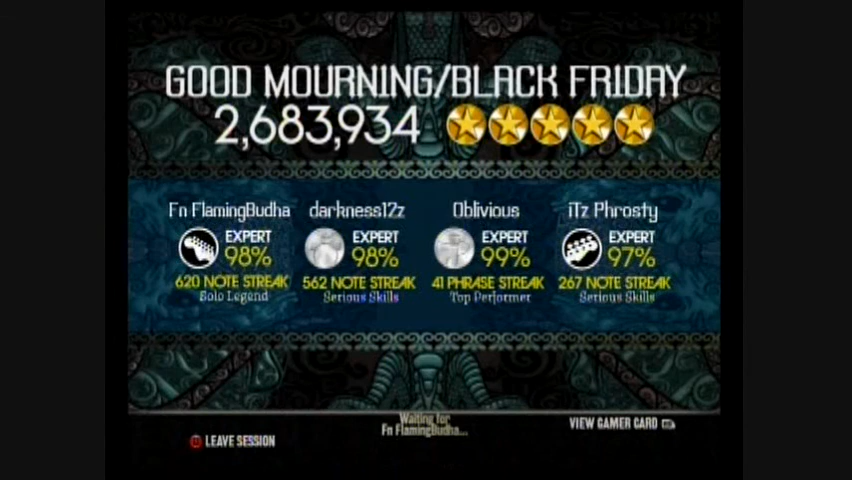 GOOD MOURNING/BLACK FRIDAY
2,683,934
Fn FlamingBudha darkness12z Oblivious iTz Phrosty
EXPERT EXPERT EXPERT EXPERT
98% 98% 99% 97%
620 NOTE STREAK 562 NOTE STREAK 41 PHRASE STREAK 267 NOTE STREAK
Solo Legend Serious Skills Top Performer Serious Skills
Waiting for
Fn FlamingBudha...
VIEW GAMER CARD
LEAVE SESSION